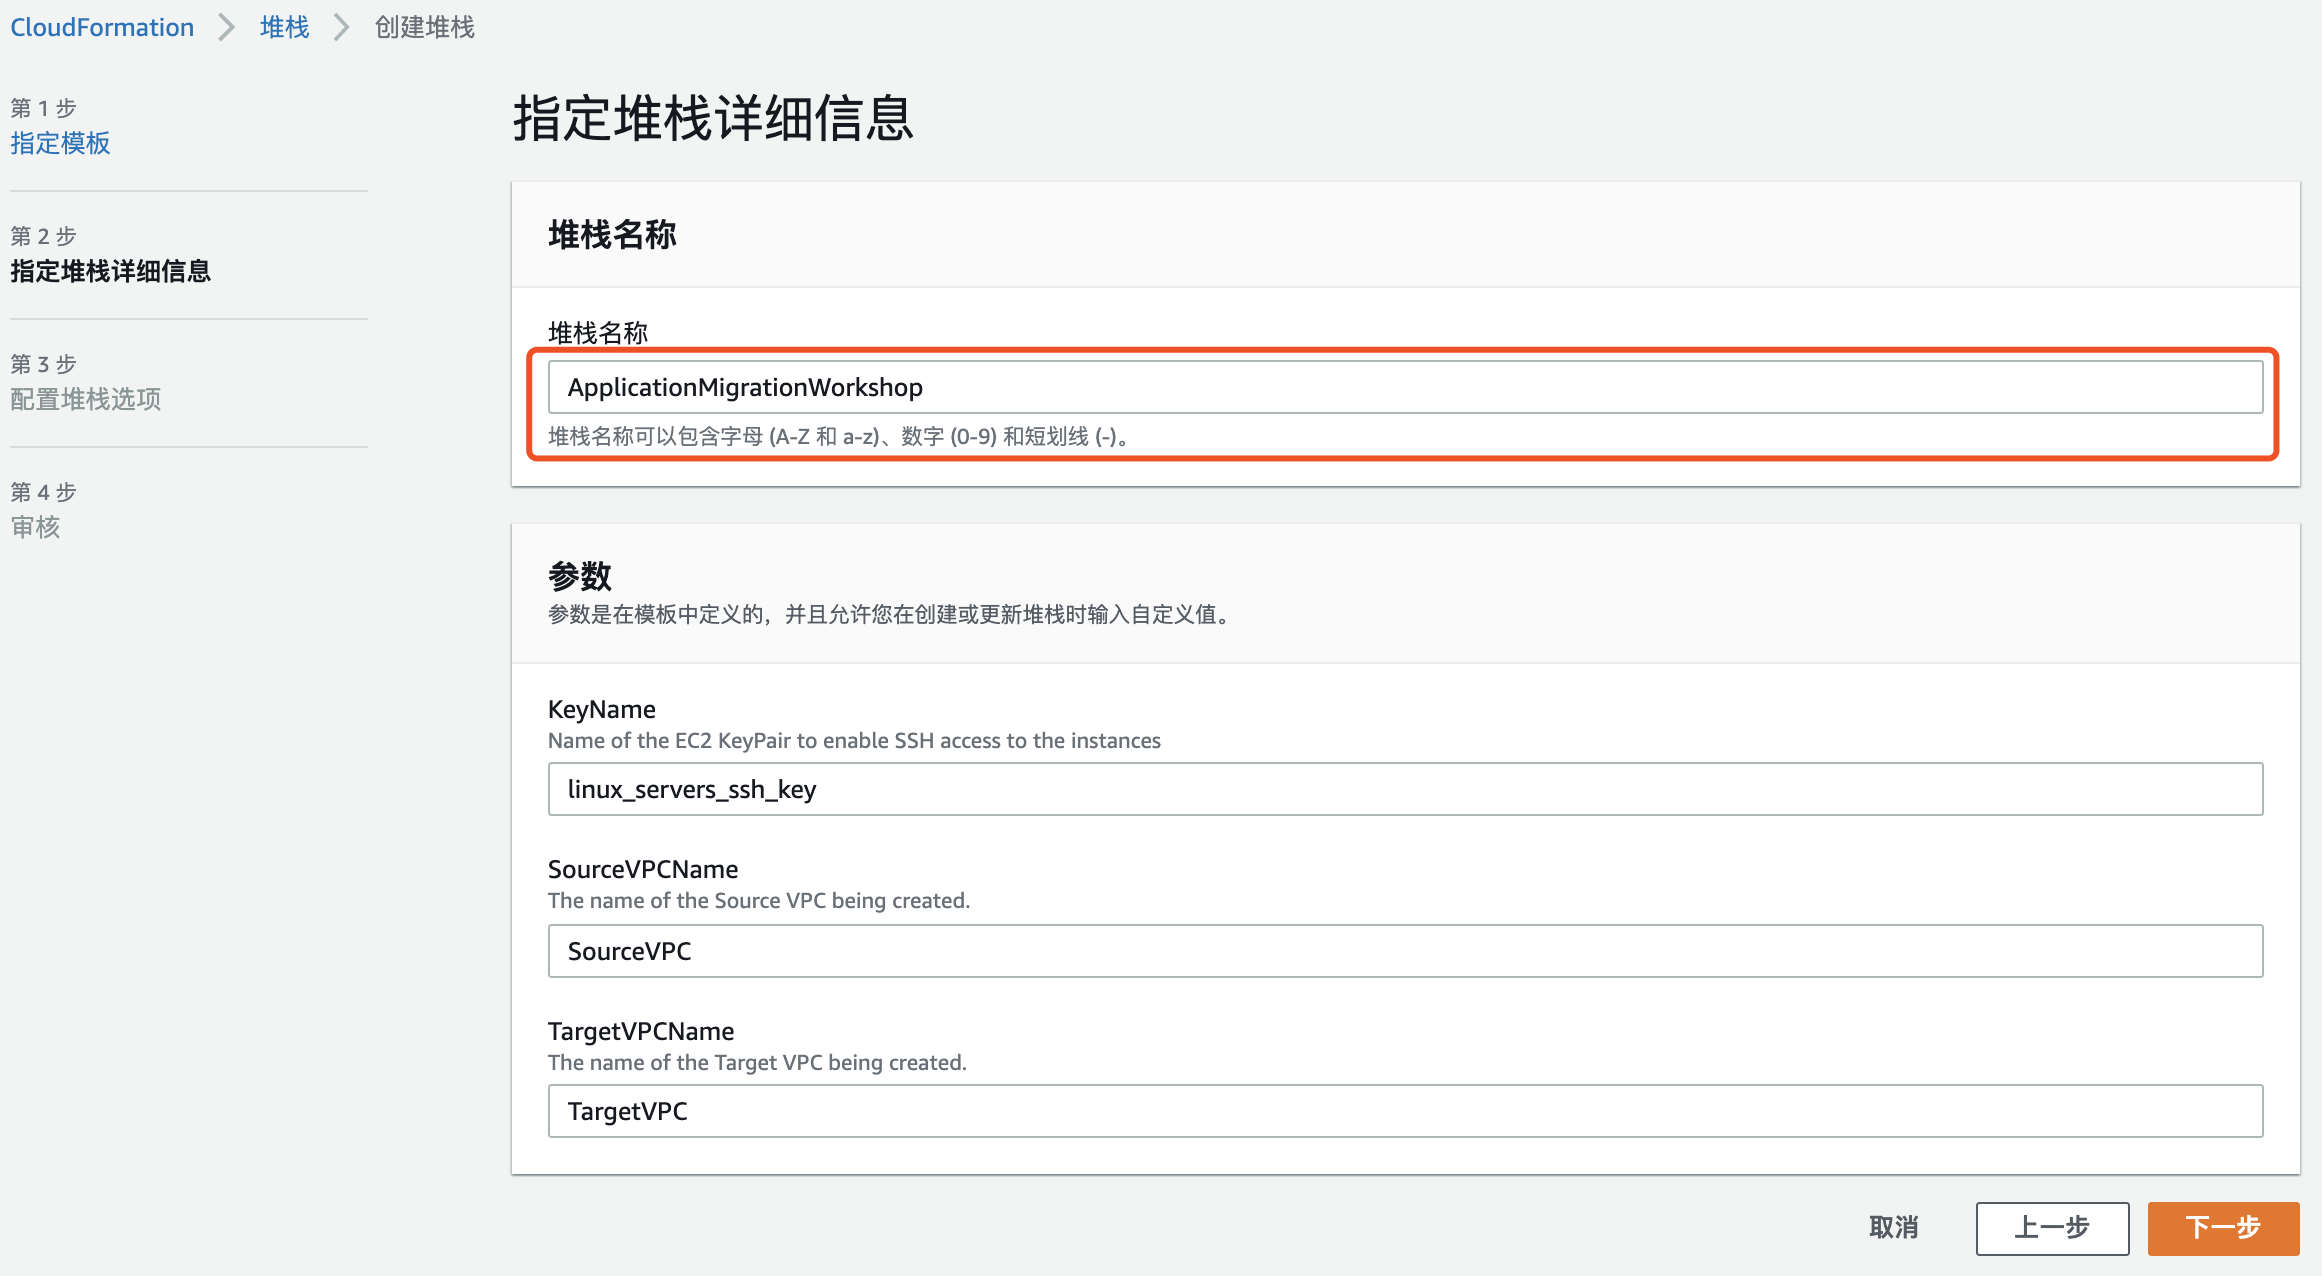 CloudFormation
堆栈
创建堆栈
第 1 步
指定模板
第 2 步
指定堆栈详细信息
第 3 步
配置堆栈选项
第 4 步
审核
指定堆栈详细信息
堆栈名称
堆栈名称
ApplicationMigrationWorkshop
堆栈名称可以包含字母 (A-Z 和 a-z)、数字 (0-9) 和短划线 (-)。
参数
参数是在模板中定义的，并且允许您在创建或更新堆栈时输入自定义值。
KeyName
Name of the EC2 KeyPair to enable SSH access to the instances
linux_servers_ssh_key
SourceVPCName
The name of the Source VPC being created.
SourceVPC
TargetVPCName
The name of the Target VPC being created.
TargetVPC
取消
上一步
下一步